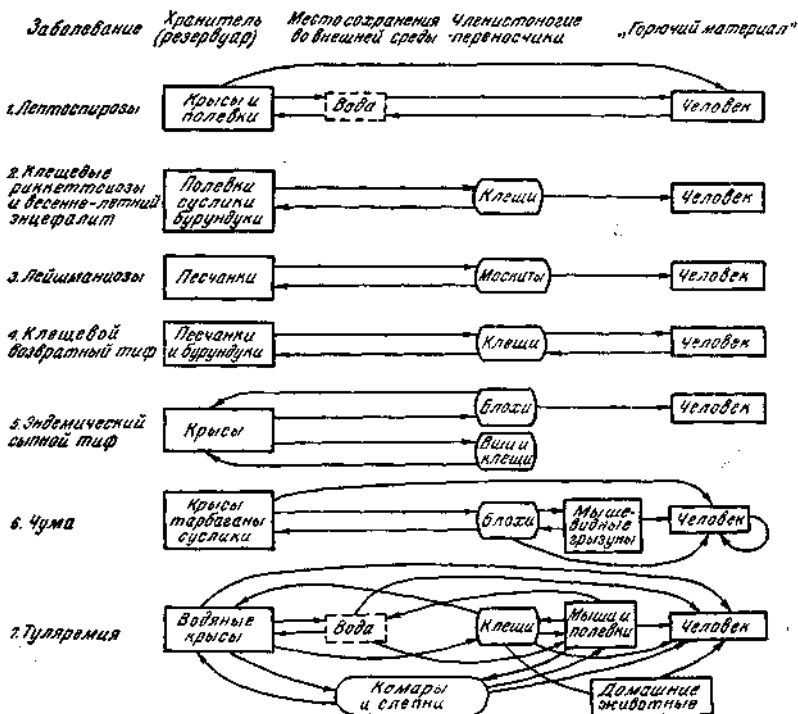 Заболевание
Хранитель
(резервуар)
Место сохранения
во внешней среды
Членистоногие
-переносчики
„Горючий материал"
1. Лептоспирозы
Крысы и
полевки
Вода
Человек
2. Клещевые
риккеттсиозы
и весенне-летний
энцефалит
Полевки
суслики
бурундуки
Клещи
Человек
3. Лейшманиозы
Песчанки
Москиты
Человек
4. Клещевой
возвратный тиф
Песчанки
и бурундуки
Клещи
Человек
5. Эндемический
сыпной тиф
Крысы
Блохи
Вши и
клещи
Человек
6. Чума
Крысы
тарбаганы
суслики
Блохи
Мыше-
видные
грызуны
Человек
7. Туляремия
Водяные
крысы
Вода
Клещи
Мыши и
полевки
Человек
Комары
и слепни
Домашние
животные